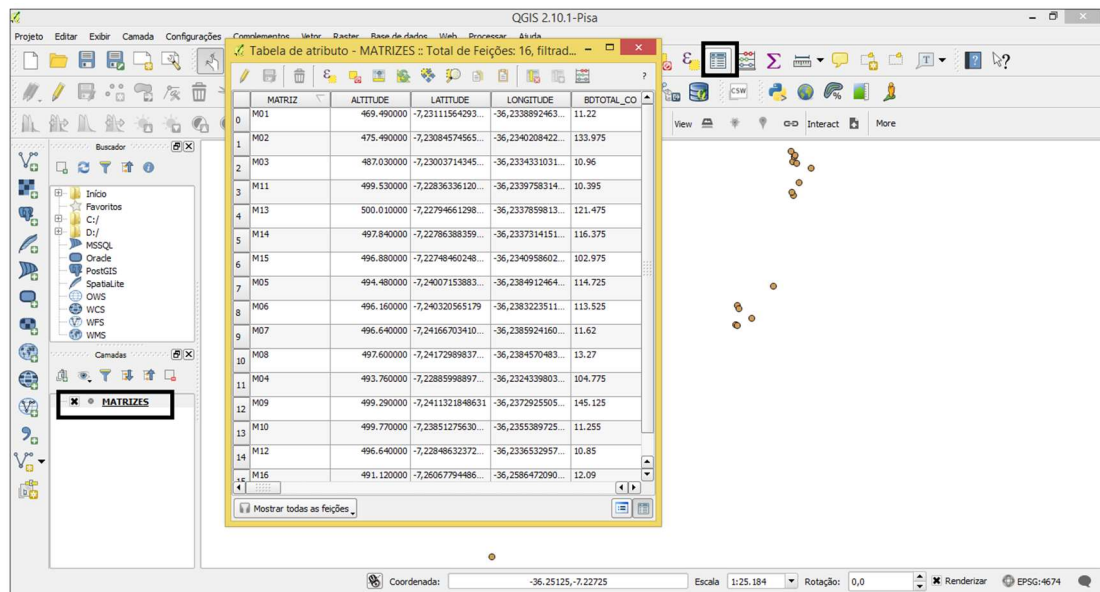 QGIS 2.10.1-Pisa
Projeto Editar Exibir Camada Configurações Complementos Vetor Raster Base de dados Web Processar Ajuda
Tabela de atributo - MATRIZES :: Total de Feições: 16, filtrad...
CSW
View
Interact
More
Buscador
Início
Favoritos
C:/
D:/
MSSQL
Oracle
PostGIS
SpatiaLite
OWS
WCS
WFS
WMS
Camadas
MATRIZES
MATRIZ ALTITUDE LATITUDE LONGITUDE BDTOTAL_CO
0 M01 469.490000 -7,23111564293... -36,2338892463... 11.22
1 M02 475.490000 -7,23084574565... -36,2340208422... 133.975
2 M03 487.030000 -7,23003714345... -36,2334331031... 10.96
3 M11 499.530000 -7,22836336120... -36,2339758314... 10.395
4 M13 500.010000 -7,22794661298... -36,2337859813... 121.475
5 M14 497.840000 -7,22786388359... -36,2337314151... 116.375
6 M15 496.880000 -7,22748460248... -36,2340958602... 102.975
7 M05 494.480000 -7,24007153883... -36,2384912464... 114.725
8 M06 496.160000 -7,240320565179 -36,2383223511... 113.525
9 M07 496.640000 -7,24166703410... -36,2385924160... 11.62
10 M08 497.600000 -7,24172989837... -36,2384570483... 13.27
11 M04 493.760000 -7,22885998897... -36,2324339803... 104.775
12 M09 499.290000 -7,2411321848631 -36,2372925505... 145.125
13 M10 499.770000 -7,23851275630... -36,2355389725... 11.255
14 M12 496.640000 -7,22848632372... -36,2336532957... 10.85
15 M16 491.120000 -7,26067794486... -36,2586472090... 12.09
Mostrar todas as feições
Coordenada: -36.25125,-7.22725 Escala 1:25.184 Rotação: 0,0 Renderizar EPSG:4674